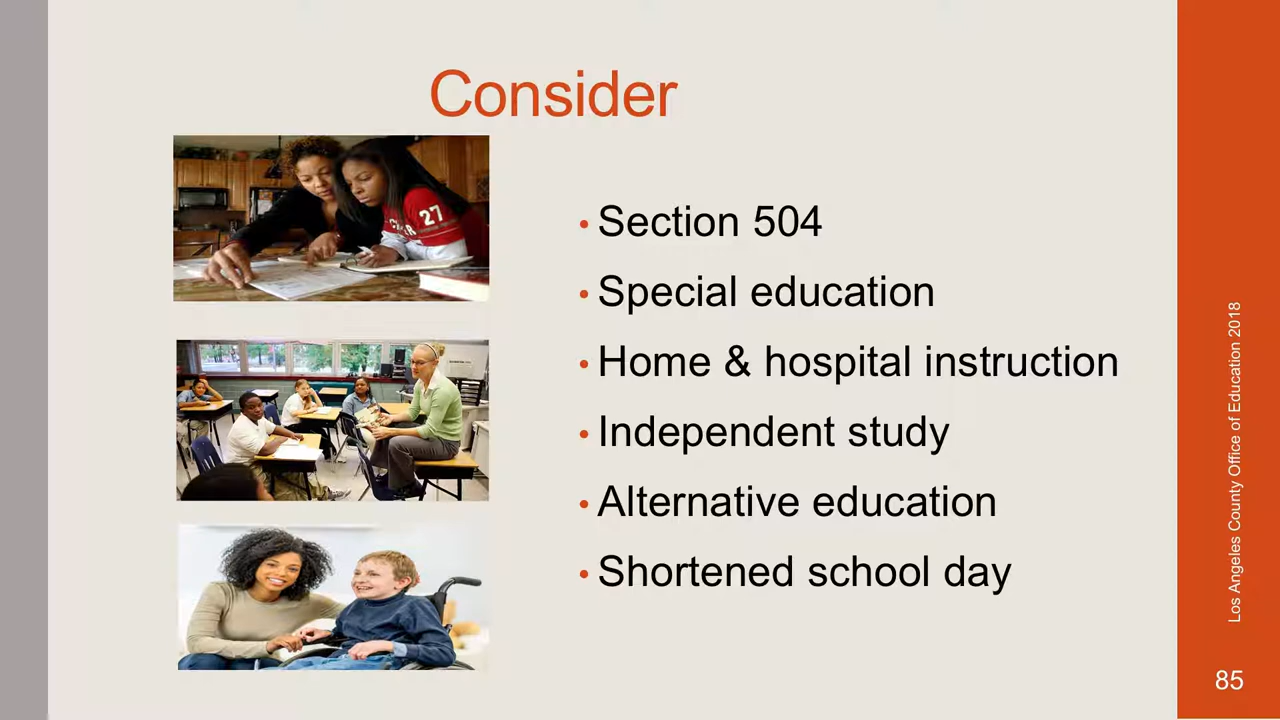 Consider
27
• Section 504
• Special education
• Home & hospital instruction
• Independent study
• Alternative education
• Shortened school day
Los Angeles County Office of Education 2018
85